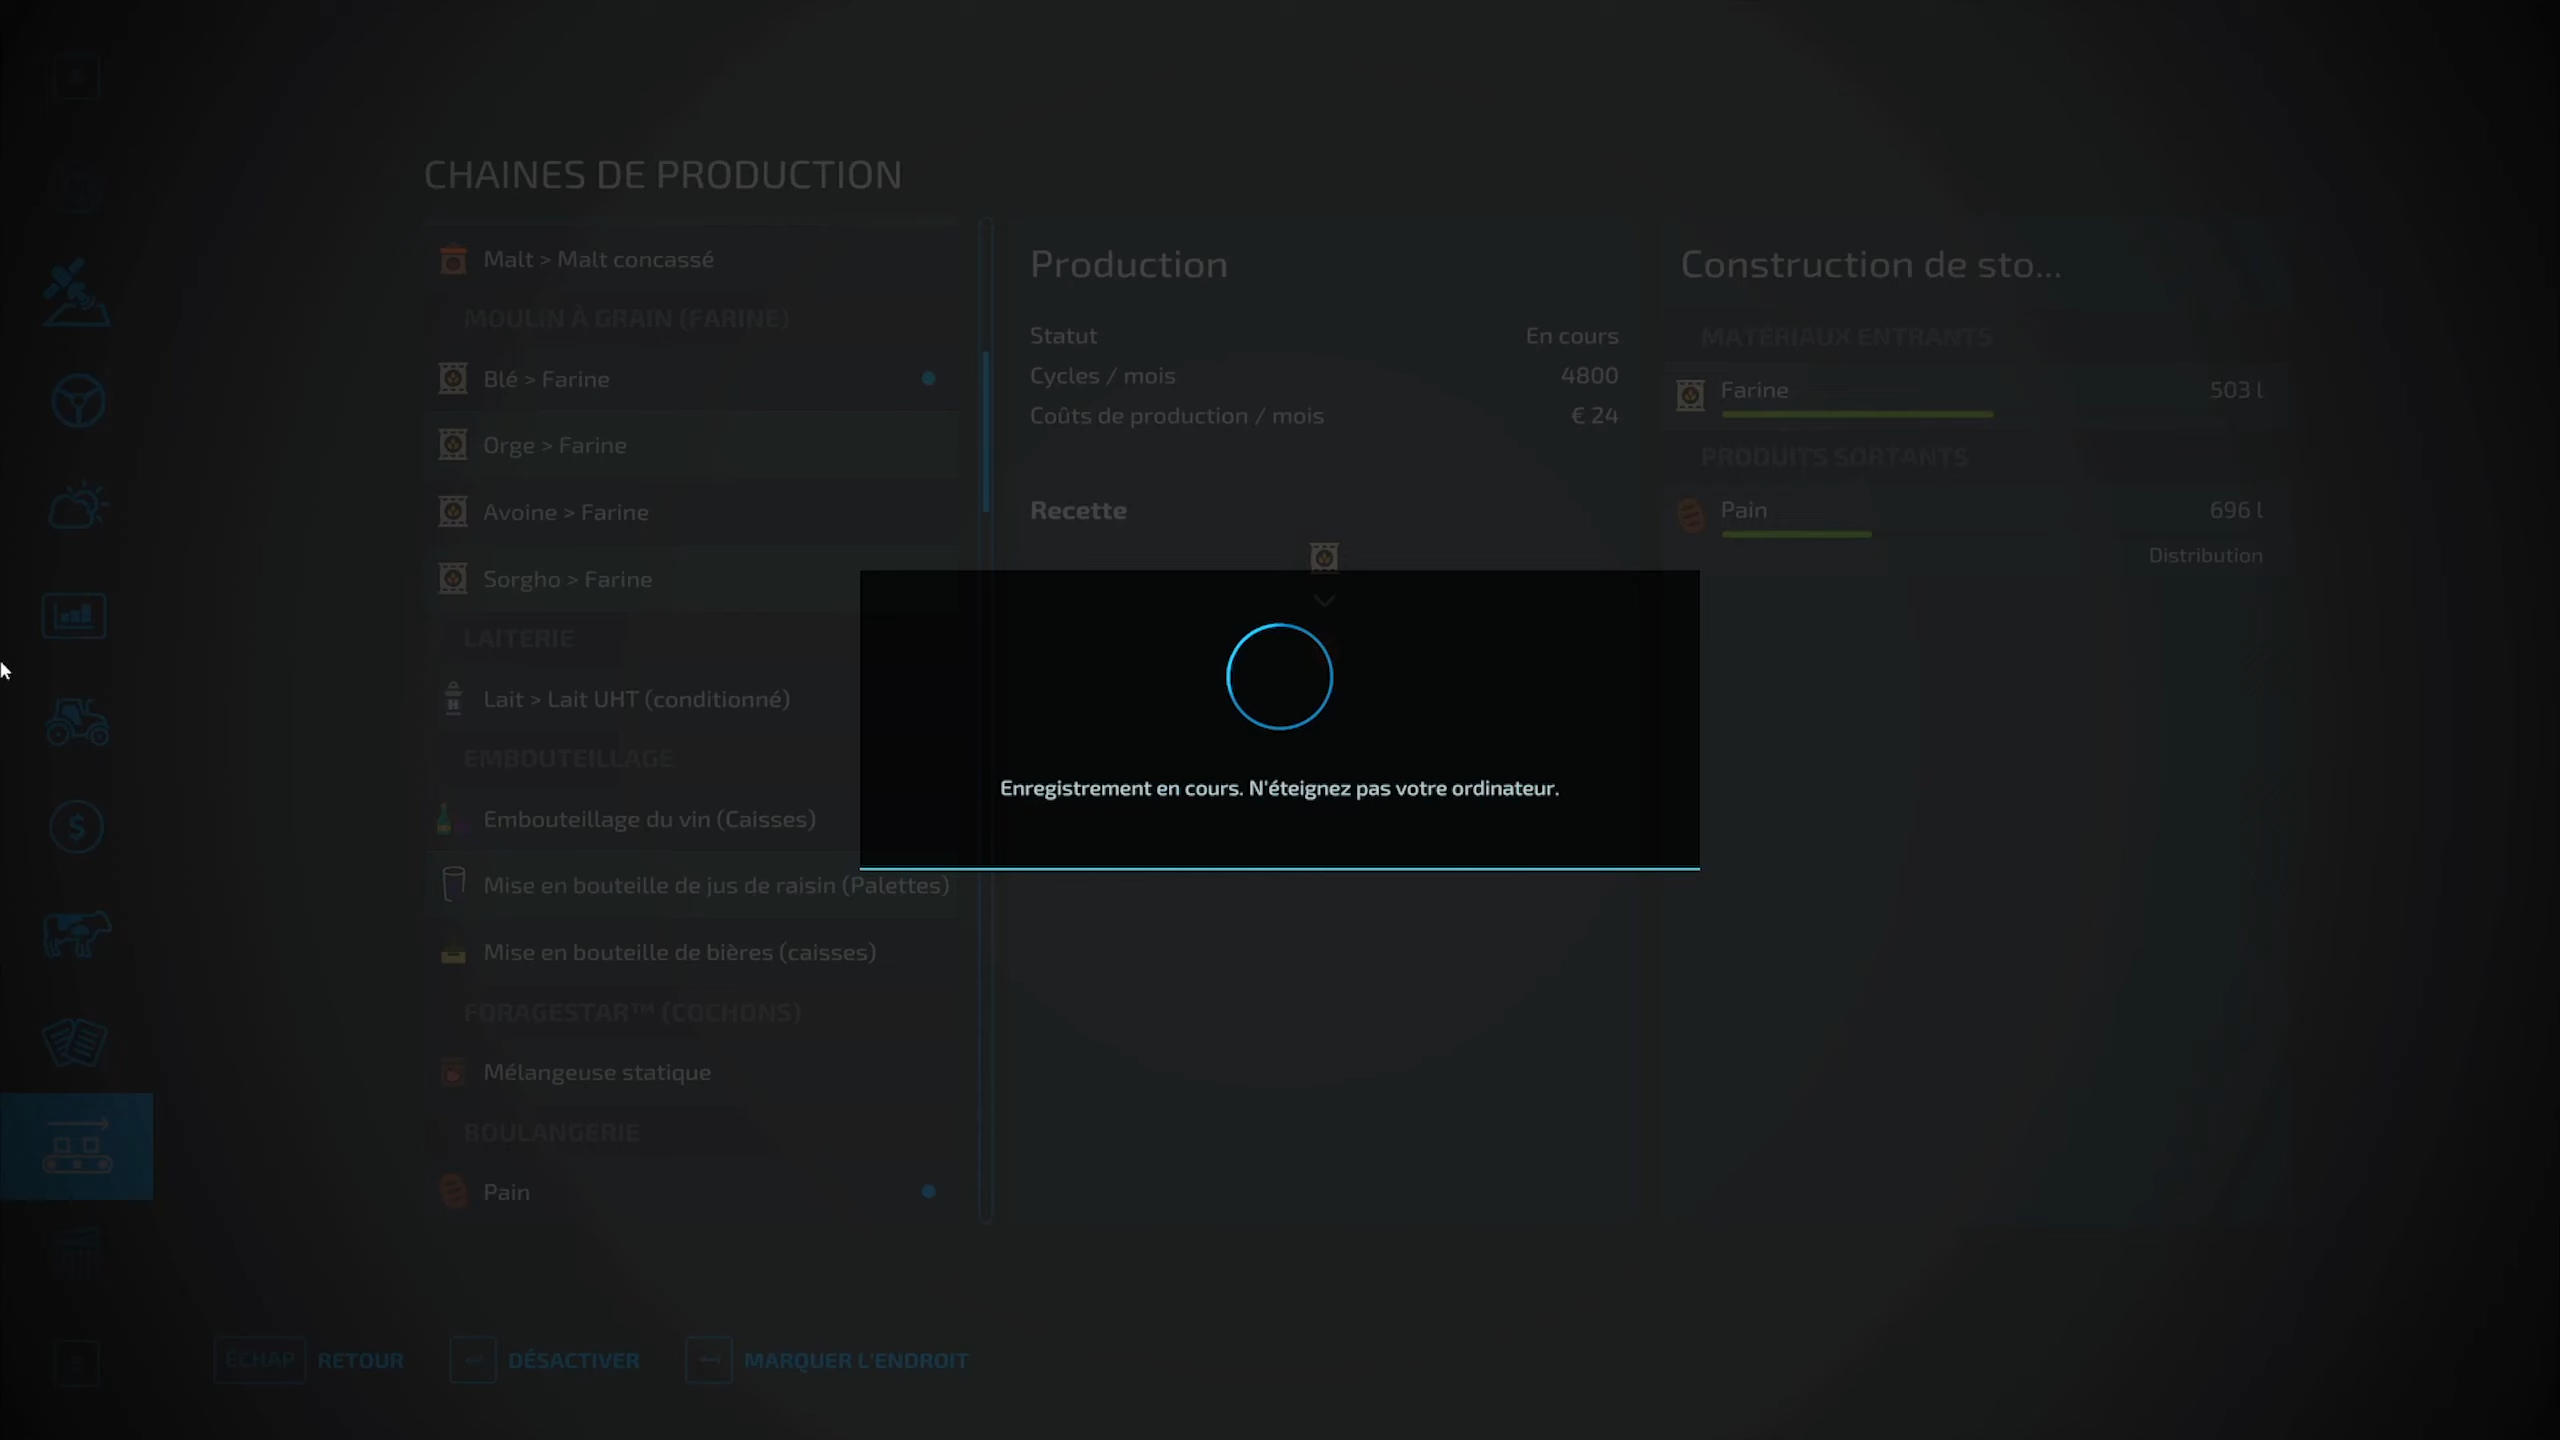 CHAINES DE PRODUCTION
Malt > Malt concassé
MOULIN À GRAIN (FARINE)
Blé > Farine
Orge > Farine
Avoine > Farine
Sorgho > Farine
LAITERIE
Lait > Lait UHT (conditionné)
EMBOUTEILLAGE
Embouteillage du vin (Caisses)
Mise en bouteille de jus de raisin (Palettes)
Mise en bouteille de bières (caisses)
FORAGESTAR™ (COCHONS)
Mélangeuse statique
BOULANGERIE
Pain
Production
Statut En cours
Cycles / mois 4800
Coûts de production / mois € 24
Recette
Construction de sto...
MATÉRIAUX ENTRANTS
Farine 503 l
PRODUITS SORTANTS
Pain 696 l
Distribution
Enregistrement en cours. N'éteignez pas votre ordinateur.
ÉCHAP RETOUR DÉSACTIVER MARQUER L'ENDROIT